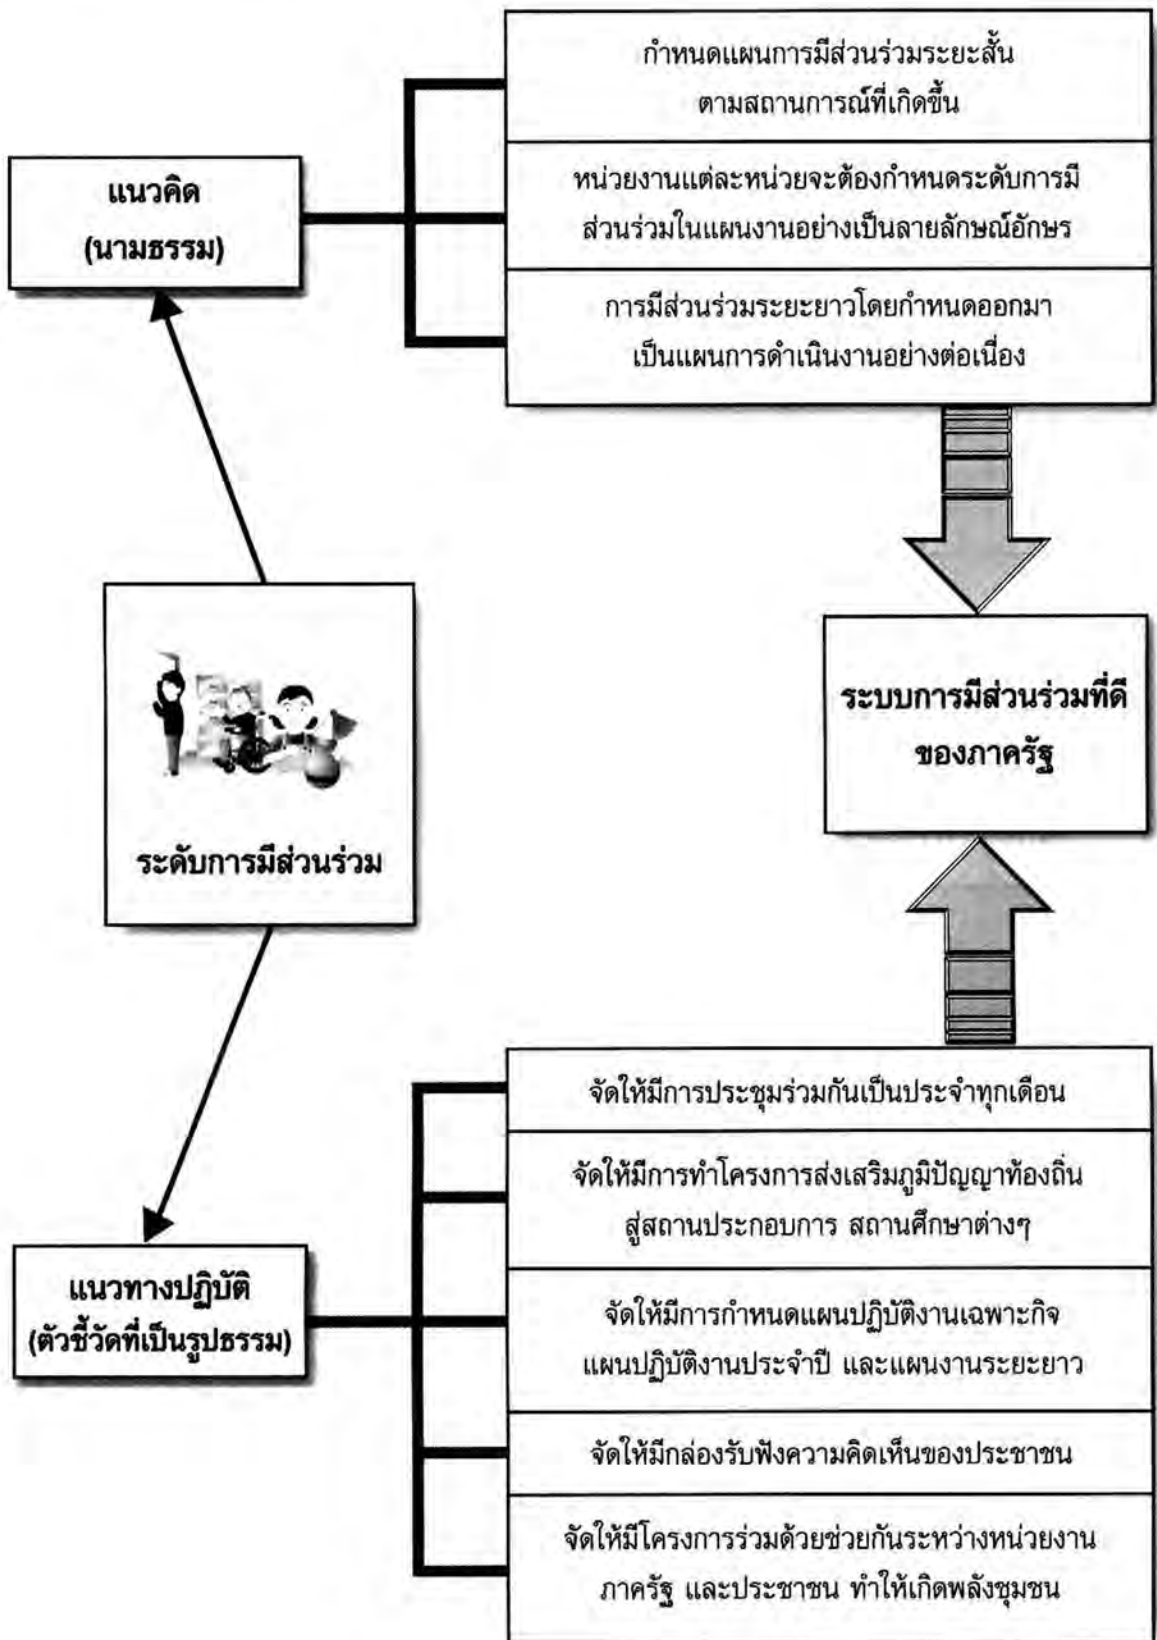 กำหนดแผนการมีส่วนร่วมระยะสั้น
ตามสถานการณ์ที่เกิดขึ้น
แนวคิด
(นามธรรม)
หน่วยงานแต่ละหน่วยจะต้องกำหนดระดับการมี
ส่วนร่วมในแผนงานอย่างเป็นลายลักษณ์อักษร
การมีส่วนร่วมระยะยาวโดยกำหนดออกมา
เป็นแผนการดำเนินงานอย่างต่อเนื่อง
ระดับการมีส่วนร่วม
ระบบการมีส่วนร่วมที่ดี
ของภาครัฐ
แนวทางปฏิบัติ
(ตัวชี้วัดที่เป็นรูปธรรม)
จัดให้มีการประชุมร่วมกันเป็นประจำทุกเดือน
จัดให้มีการทำโครงการส่งเสริมภูมิปัญญาท้องถิ่น
สู่สถานประกอบการ สถานศึกษาต่างๆ
จัดให้มีการกำหนดแผนปฏิบัติงานเฉพาะกิจ
แผนปฏิบัติงานประจำปี และแผนงานระยะยาว
จัดให้มีกล่องรับฟังความคิดเห็นของประชาชน
จัดให้มีโครงการร่วมด้วยช่วยกันระหว่างหน่วยงาน
ภาครัฐ และประชาชน ทำให้เกิดพลังชุมชน